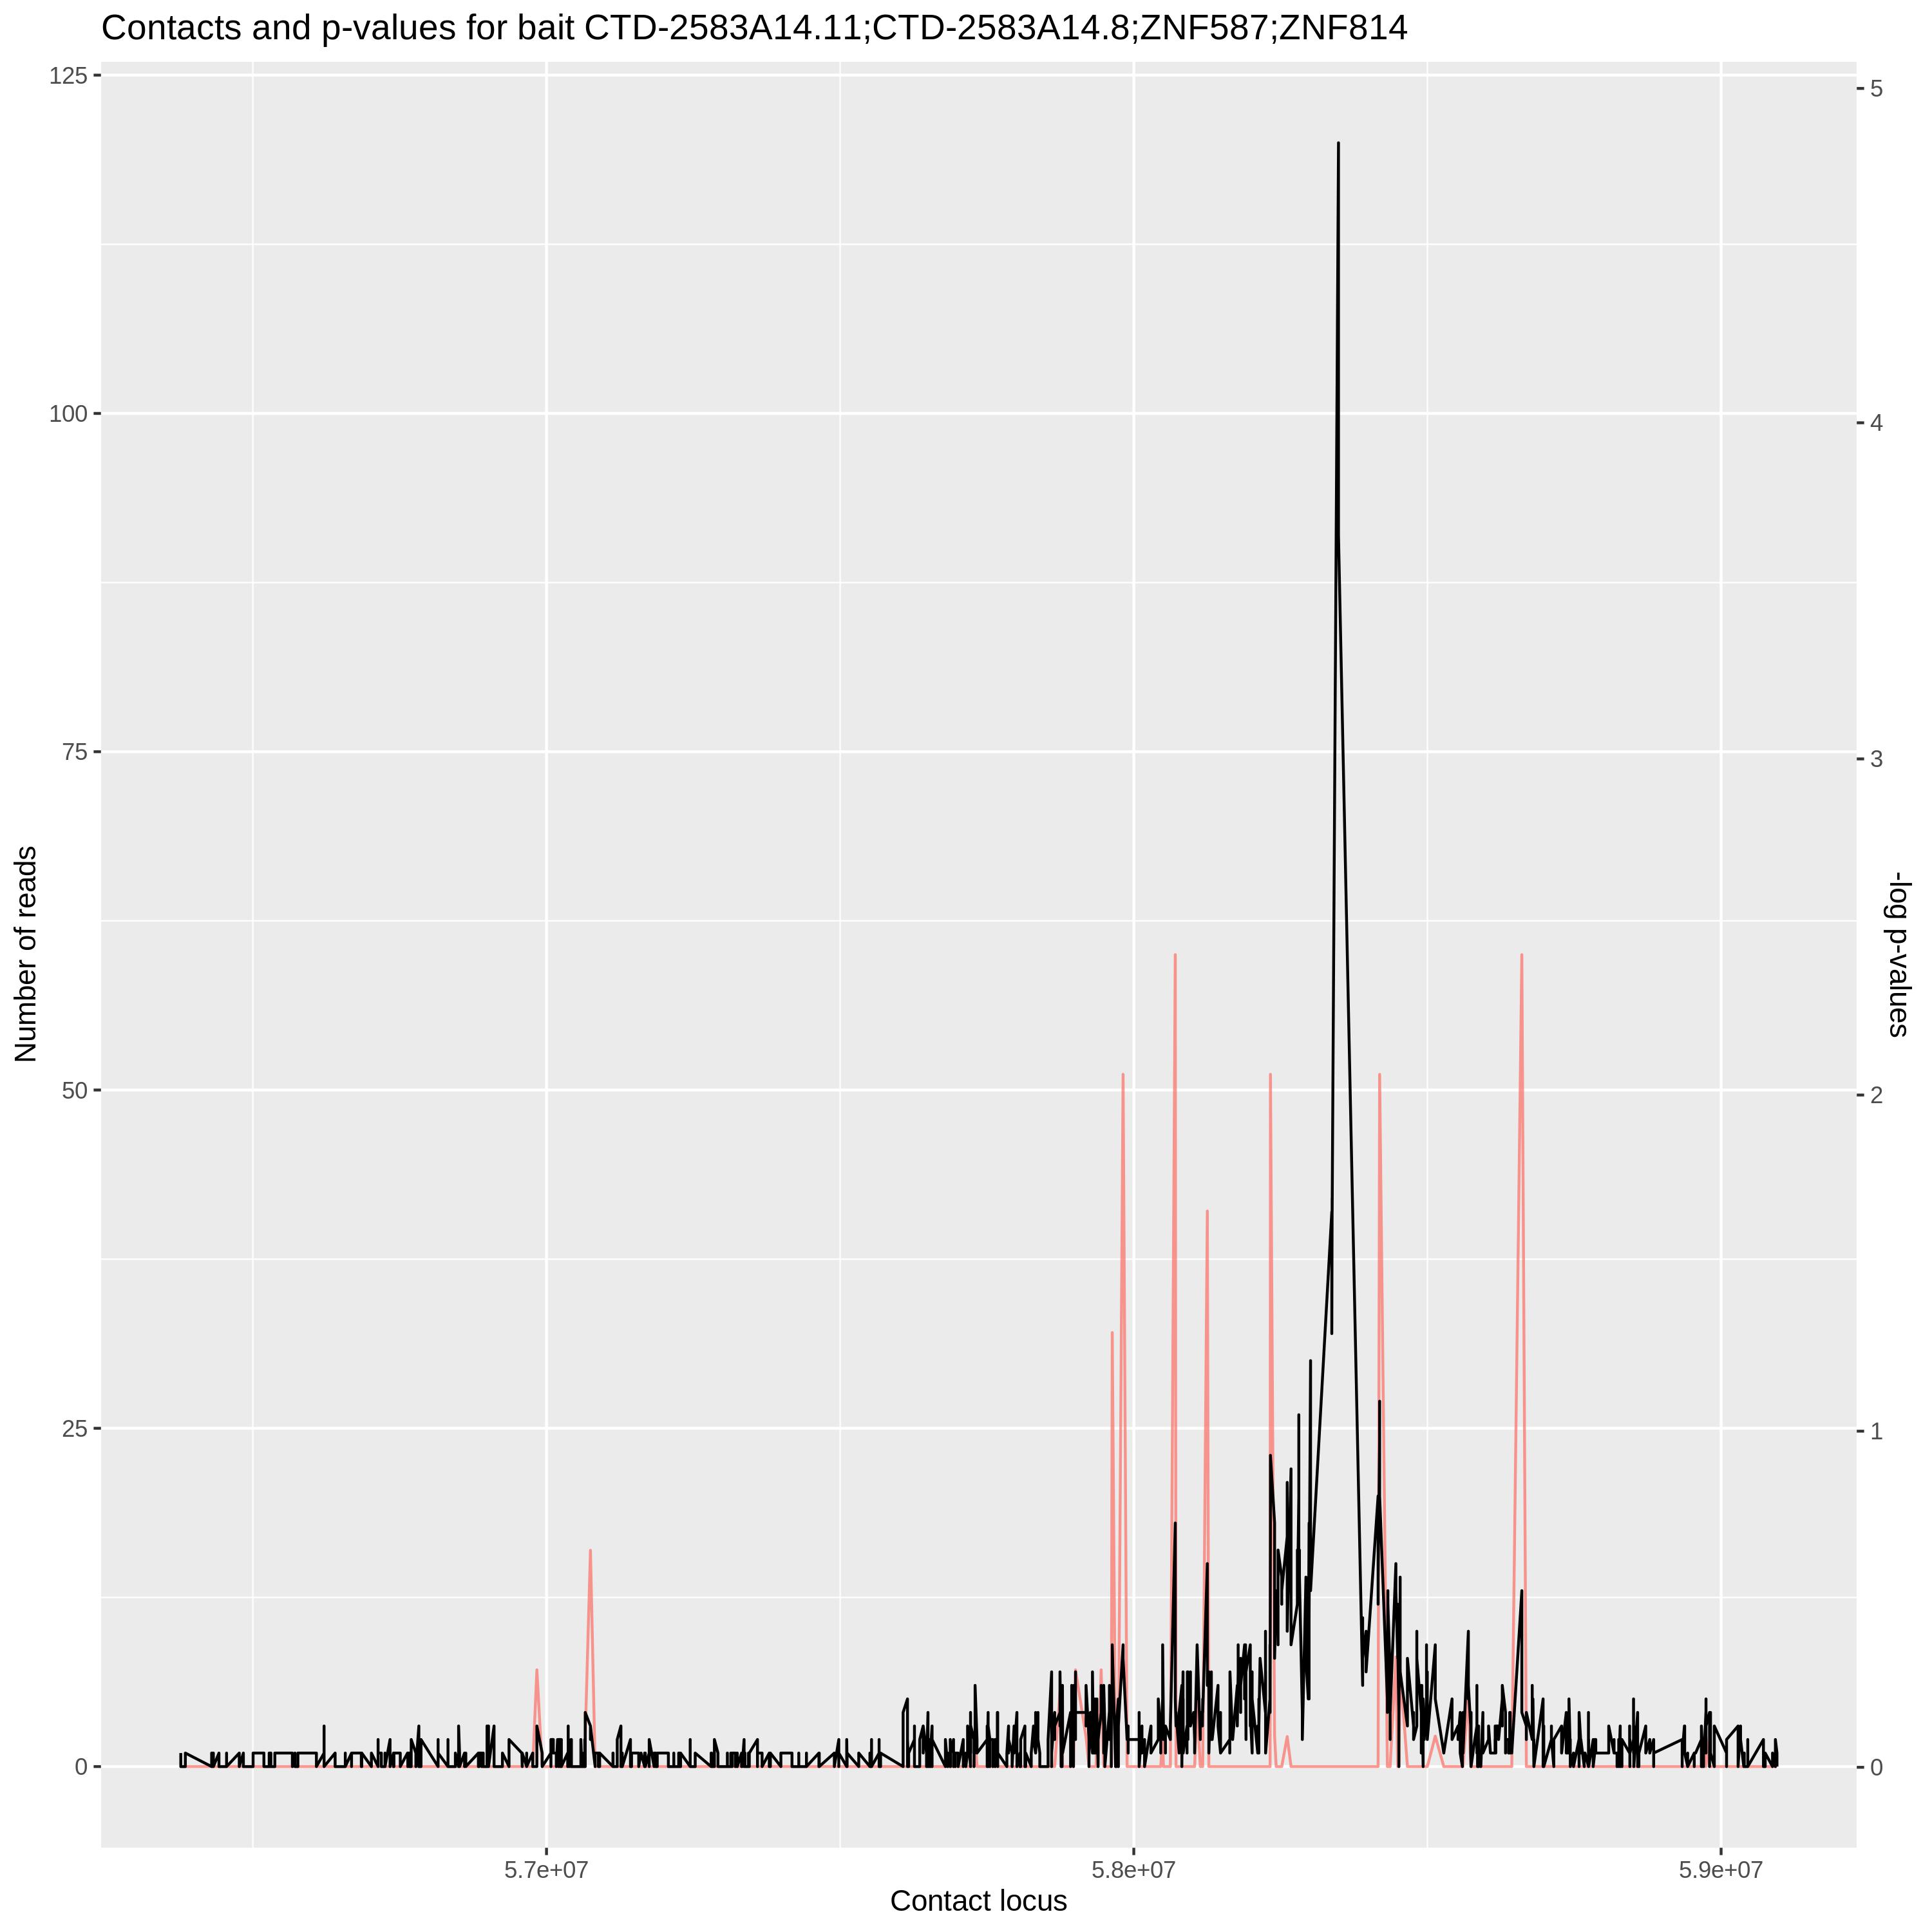 Contacts and p-values for bait CTD-2583A14.11;CTD-2583A14.8;ZNF587;ZNF814
125
100
75
50
25
0
Number of reads
5
4
3
2
1
0
-log p-values
5.7e+07 5.8e+07 5.9e+07
Contact locus